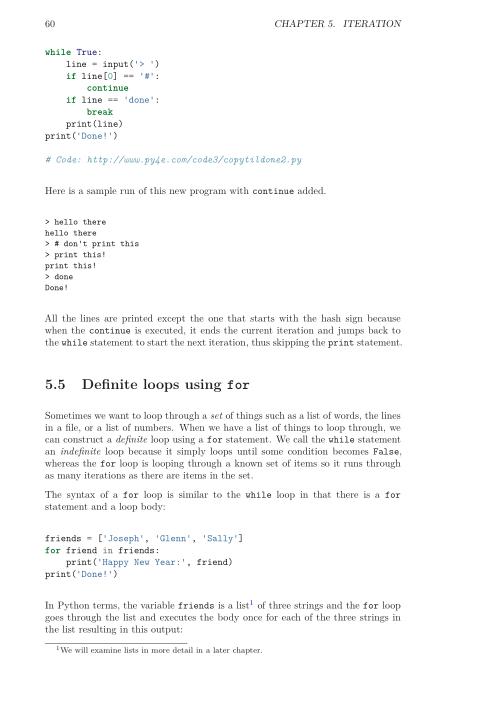 60 CHAPTER 5. ITERATION
while True:
    line = input('> ')
    if line[0] == '#':
        continue
    if line == 'done':
        break
    print(line)
print('Done!')
# Code: http://www.py4e.com/code3/copytildone2.py
Here is a sample run of this new program with continue added.
> hello there
hello there
> # don't print this
> print this!
print this!
> done
Done!
All the lines are printed except the one that starts with the hash sign because
when the continue is executed, it ends the current iteration and jumps back to
the while statement to start the next iteration, thus skipping the print statement.
5.5 Definite loops using for
Sometimes we want to loop through a set of things such as a list of words, the lines
in a file, or a list of numbers. When we have a list of things to loop through, we
can construct a definite loop using a for statement. We call the while statement
an indefinite loop because it simply loops until some condition becomes False,
whereas the for loop is looping through a known set of items so it runs through
as many iterations as there are items in the set.
The syntax of a for loop is similar to the while loop in that there is a for
statement and a loop body:
friends = ['Joseph', 'Glenn', 'Sally']
for friend in friends:
    print('Happy New Year:', friend)
print('Done!')
In Python terms, the variable friends is a list1 of three strings and the for loop
goes through the list and executes the body once for each of the three strings in
the list resulting in this output:
1We will examine lists in more detail in a later chapter.